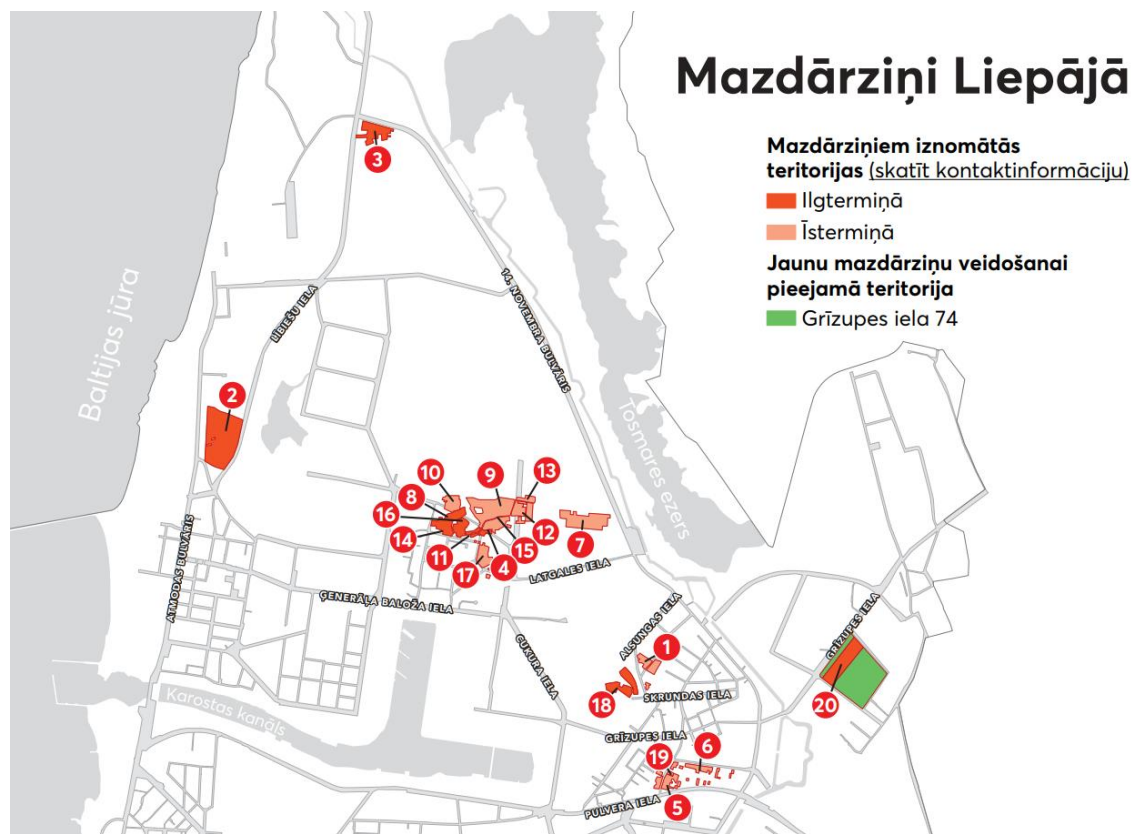 Mazdārziņi Liepājā
Mazdārziņiem iznomātās
teritorijas (skatīt kontaktinformāciju)
Ilgtermiņā
Īstermiņā
Jaunu mazdārziņu veidošanai
pieejamā teritorija
Grīzupes iela 74
3
Baltijas jūra
LĪBIEŠU IELA
14. NOVEMBRA BULVĀRIS
Tosmares ezers
2
10
9
13
8
16
14
11
17
4
15
12
7
LATGALES IELA
ATMODAS BULVĀRIS
ĢENERĀĻA BALOŽA IELA
CUKURA IELA
ALSUNGAS IELA
GRĪZUPES IELA
1
18
SKRUNDAS IELA
20
Karostas kanāls
GRĪZUPES IELA
19
6
PULVERA IELA
5